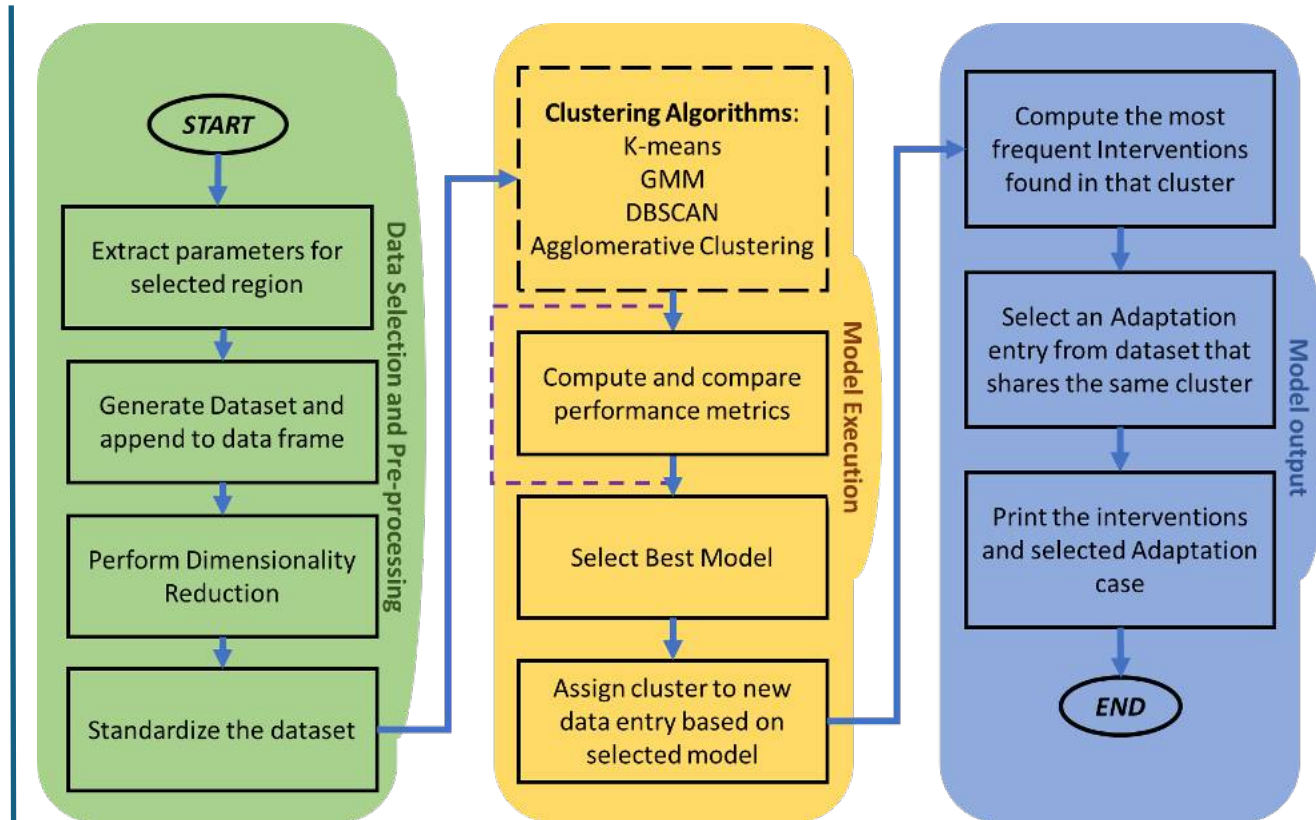 START
Extract parameters for
selected region
Generate Dataset and
append to data frame
Perform Dimensionality
Reduction
Standardize the dataset
Data Selection and Pre-processing
Clustering Algorithms:
K-means
GMM
DBSCAN
Agglomerative Clustering
Compute and compare
performance metrics
Select Best Model
Assign cluster to new
data entry based on
selected model
Model Execution
Compute the most
frequent Interventions
found in that cluster
Select an Adaptation
entry from dataset that
shares the same cluster
Print the interventions
and selected Adaptation
case
END
Model output